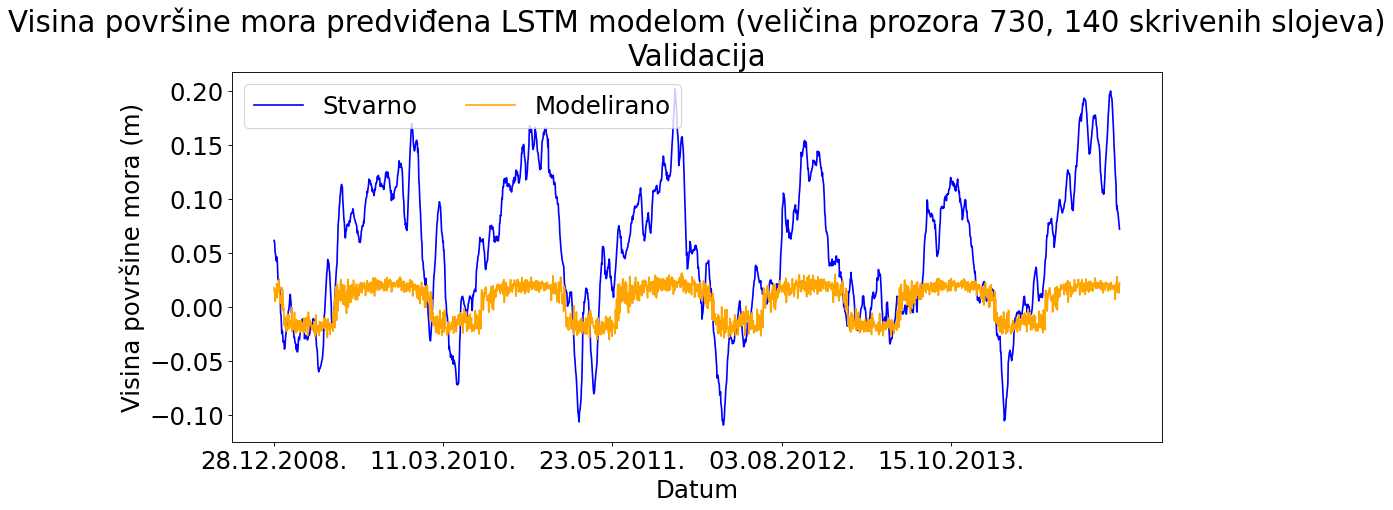 Visina površine mora predviđena LSTM modelom (veličina prozora 730, 140 skrivenih slojeva)
Validacija
Stvarno
Modelirano
Visina površine mora (m)
0.20
0.15
0.10
0.05
0.00
−0.05
−0.10
28.12.2008.
11.03.2010.
23.05.2011.
03.08.2012.
15.10.2013.
Datum